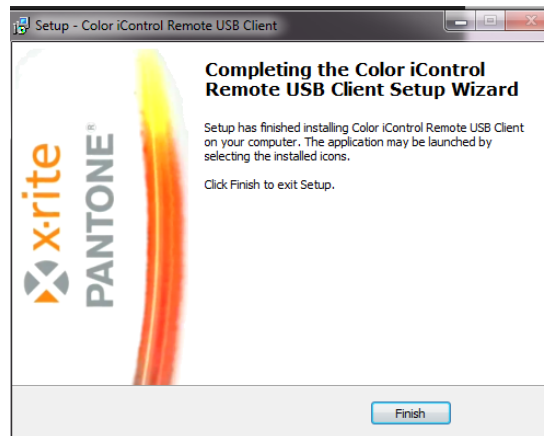 Setup - Color iControl Remote USB Client
Completing the Color iControl
Remote USB Client Setup Wizard
Setup has finished installing Color iControl Remote USB Client
on your computer. The application may be launched by
selecting the installed icons.
Click Finish to exit Setup.
x·rite
PANTONE®
Finish